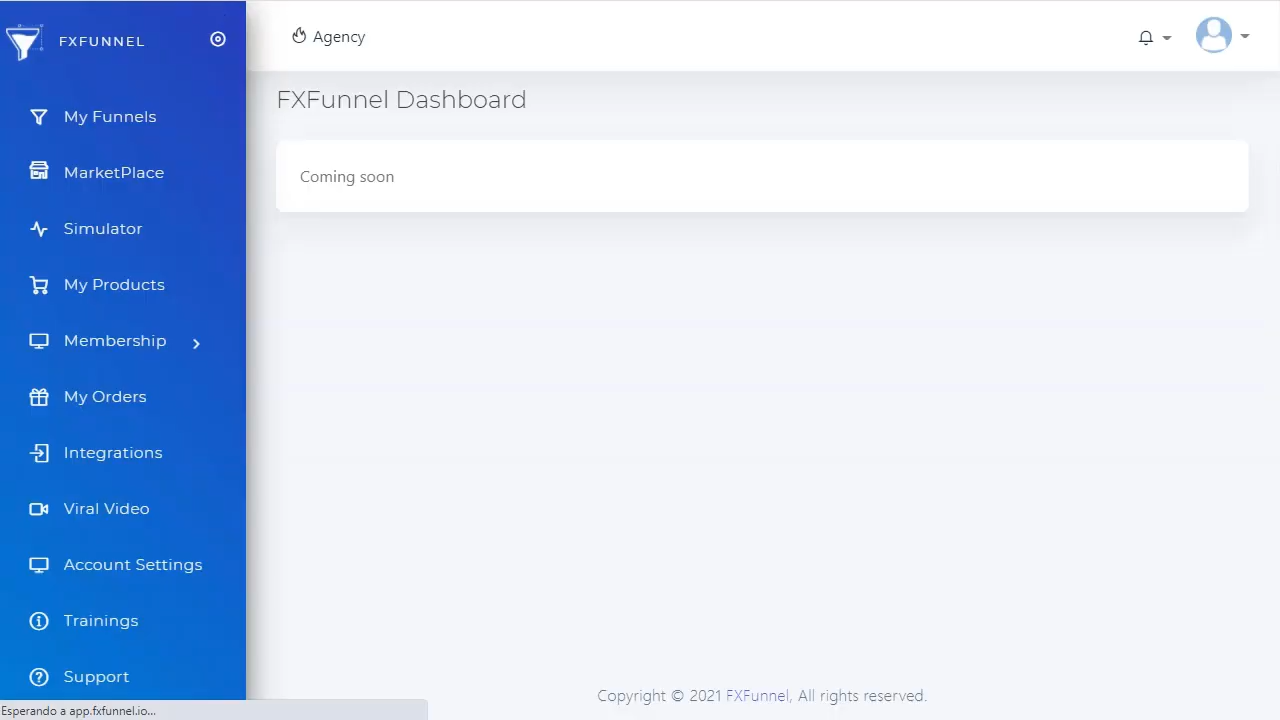 FXFUNNEL
Agency
FXFunnel Dashboard
Coming soon
My Funnels
MarketPlace
Simulator
My Products
Membership
My Orders
Integrations
Viral Video
Account Settings
Trainings
Support
Copyright © 2021 FXFunnel, All rights reserved.
Esperando a app.fxfunnel.io...